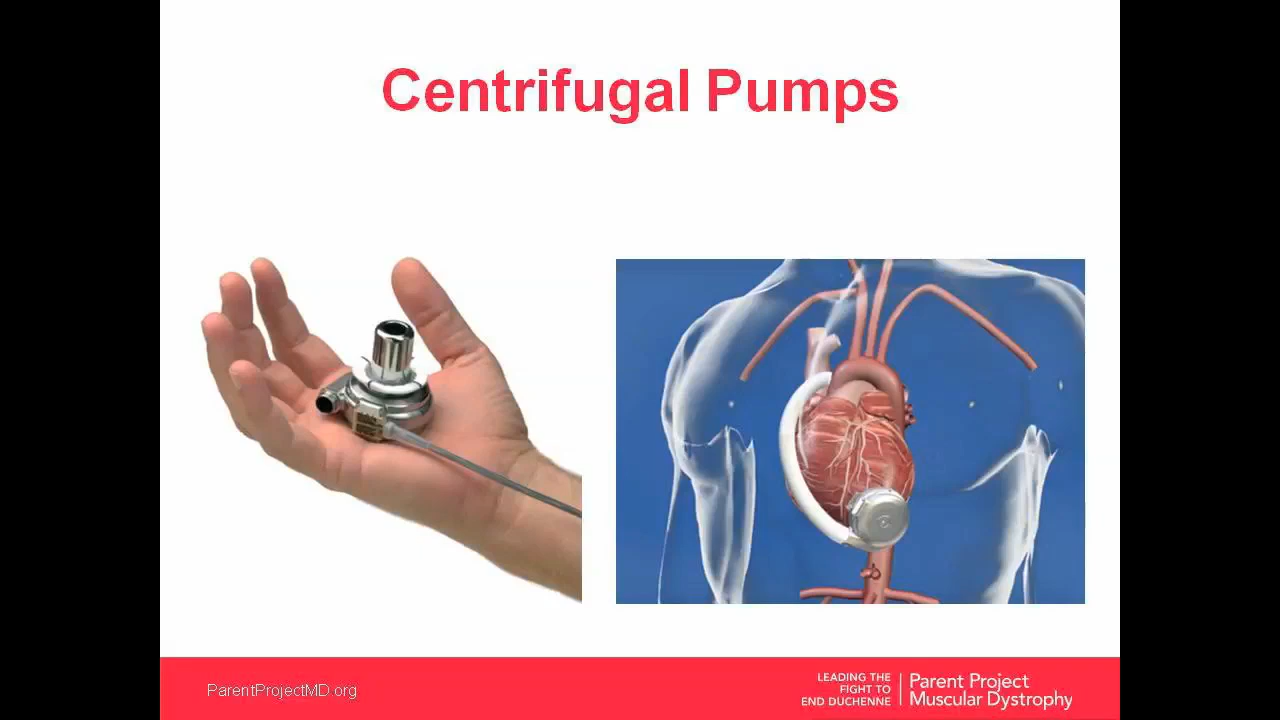 Centrifugal Pumps
ParentProjectMD.org
LEADING THE
FIGHT TO
END DUCHENNE
Parent Project
Muscular Dystrophy